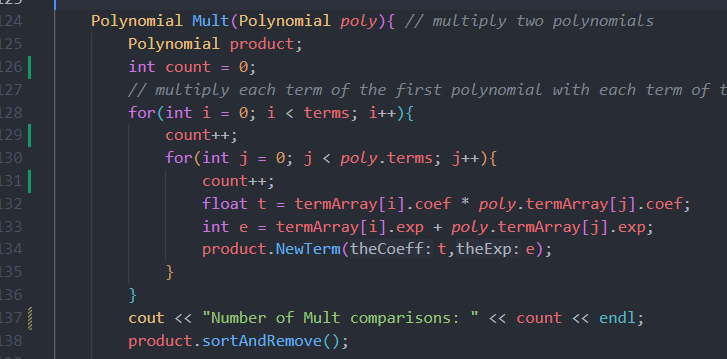 124 Polynomial Mult(Polynomial poly){ // multiply two polynomials
125 Polynomial product;
126 int count = 0;
127 // multiply each term of the first polynomial with each term of t
128 for(int i = 0; i < terms; i++){
129 count++;
130 for(int j = 0; j < poly.terms; j++){
131 count++;
132 float t = termArray[i].coef * poly.termArray[j].coef;
133 int e = termArray[i].exp + poly.termArray[j].exp;
134 product.NewTerm(theCoeff: t,theExp: e);
135 }
136 }
137 cout << "Number of Mult comparisons: " << count << endl;
138 product.sortAndRemove();